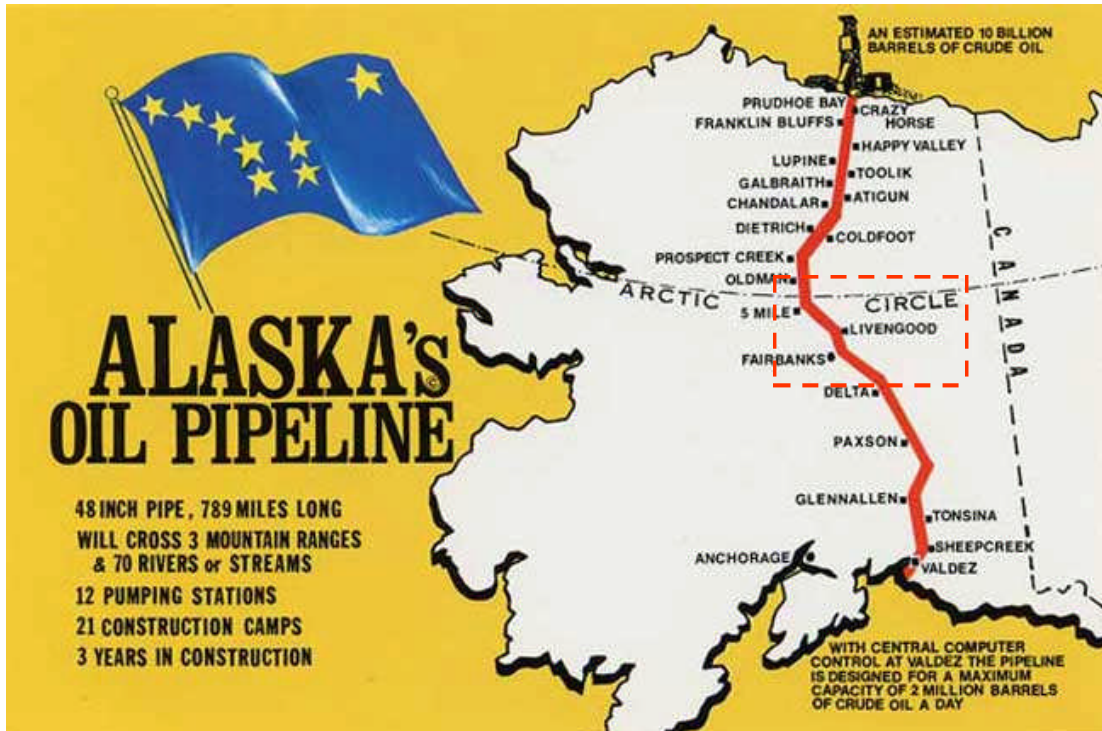 AN ESTIMATED 10 BILLION
BARRELS OF CRUDE OIL
PRUDHOE BAY
CRAZY
HORSE
FRANKLIN BLUFFS
HAPPY VALLEY
LUPINE
TOOLIK
GALBRAITH
ATIGUN
CHANDALAR
DIETRICH
COLDFOOT
PROSPECT CREEK
OLDMAN
ARCTIC CIRCLE
5 MILE
LIVENGOOD
FAIRBANKS
DELTA
PAXSON
GLENNALLEN
TONSINA
SHEEPCREEK
ANCHORAGE
VALDEZ
CANADA
ALASKA's
©
OIL PIPELINE
48 INCH PIPE, 789 MILES LONG
WILL CROSS 3 MOUNTAIN RANGES
& 70 RIVERS or STREAMS
12 PUMPING STATIONS
21 CONSTRUCTION CAMPS
3 YEARS IN CONSTRUCTION
WITH CENTRAL COMPUTER
CONTROL AT VALDEZ THE PIPELINE
IS DESIGNED FOR A MAXIMUM
CAPACITY OF 2 MILLION BARRELS
OF CRUDE OIL A DAY